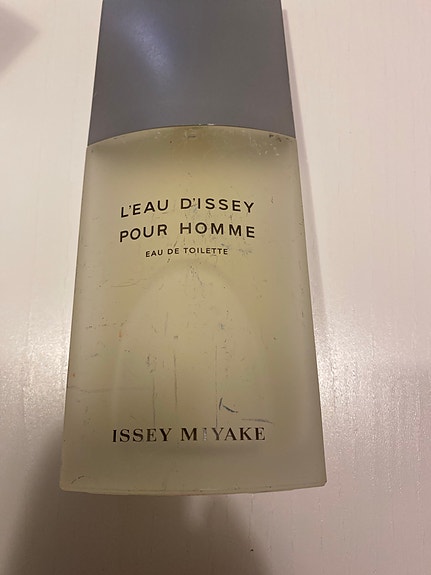 L'EAU D'ISSEY
POUR HOMME
EAU DE TOILETTE
ISSEY MIYAKE